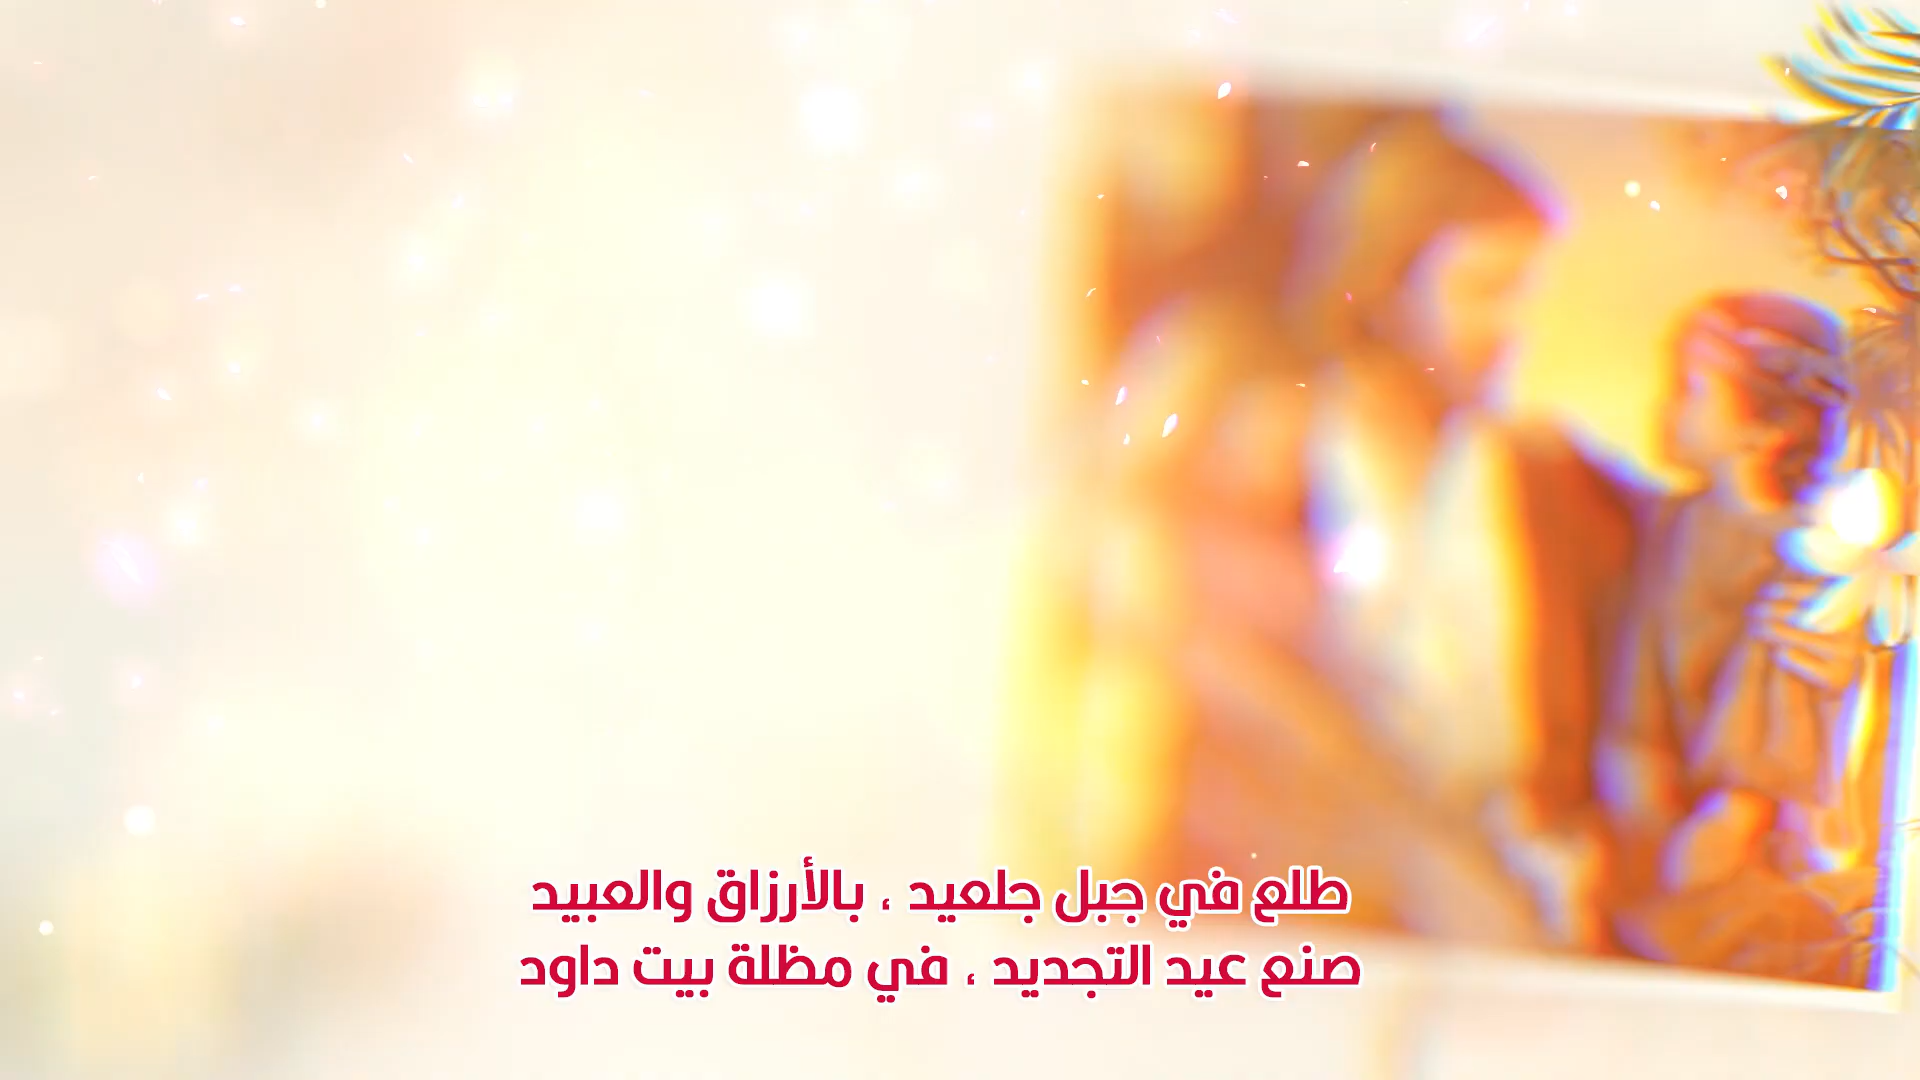 طلع في جبل جلعيد ، بالأرزاق والعبيد
صنع عيد التجديد ، في مظلة بيت داود